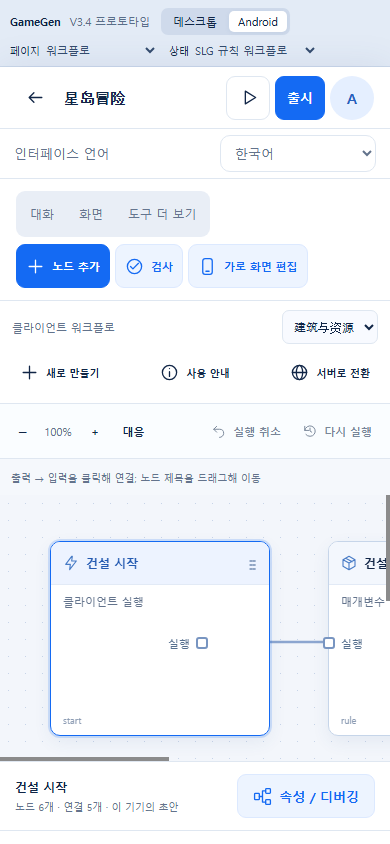 GameGen V3.4 프로토타입 데스크톱 Android
페이지 워크플로 상태 SLG 규칙 워크플로
星岛冒险 출시 A
인터페이스 언어 한국어
대화 화면 도구 더 보기
노드 추가 검사 가로 화면 편집
클라이언트 워크플로 建筑与资源
새로 만들기 사용 안내 서버로 전환
− 100% + 대응 실행 취소 다시 실행
출력 → 입력을 클릭해 연결; 노드 제목을 드래그해 이동
건설 시작 건설
클라이언트 실행 매개변수
실행 실행
start rule
건설 시작
노드 6개 · 연결 5개 · 이 기기의 초안
속성 / 디버깅